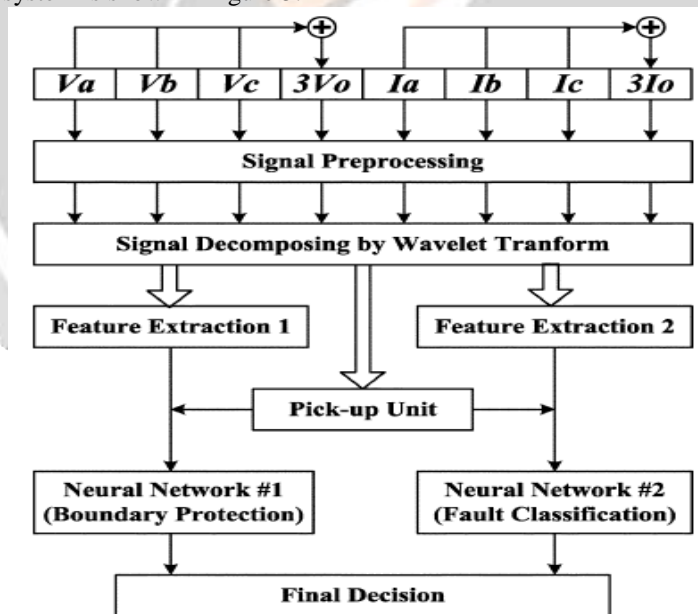 Va Vb Vc 3Vo Ia Ib Ic 3Io
Signal Preprocessing
Signal Decomposing by Wavelet Tranform
Feature Extraction 1 Feature Extraction 2
Pick-up Unit
Neural Network #1 Neural Network #2
(Boundary Protection) (Fault Classification)
Final Decision